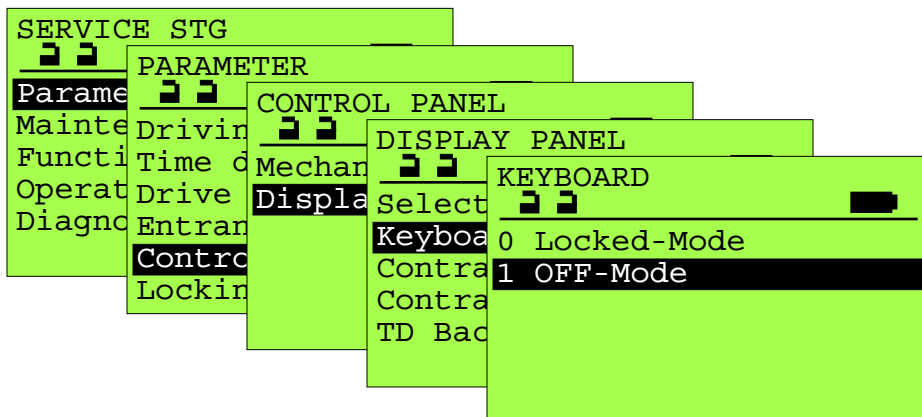 SERVICE STG
Parame
Mainte
Functi
Operat
Diagno
PARAMETER
Drivin
Time d
Drive
Entran
Contro
Lockin
CONTROL PANEL
Mechan
Displa
DISPLAY PANEL
Select
Keyboa
Contra
Contra
TD Bac
KEYBOARD
0 Locked-Mode
1 OFF-Mode